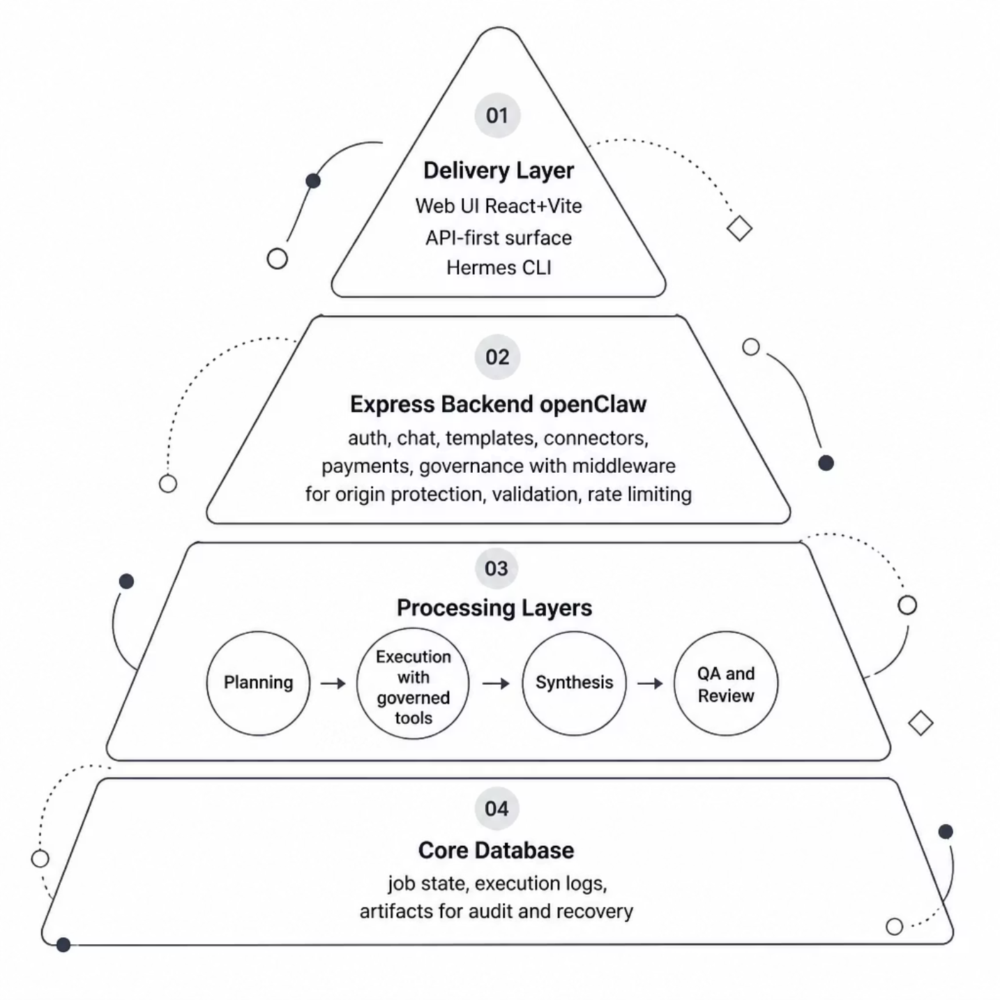 01
Delivery Layer
Web UI React+Vite
API-first surface
Hermes CLI
02
Express Backend openClaw
auth, chat, templates, connectors,
payments, governance with middleware
for origin protection, validation, rate limiting
03
Processing Layers
Planning
Execution
with
governed
tools
Synthesis
QA and
Review
04
Core Database
job state, execution logs,
artifacts for audit and recovery